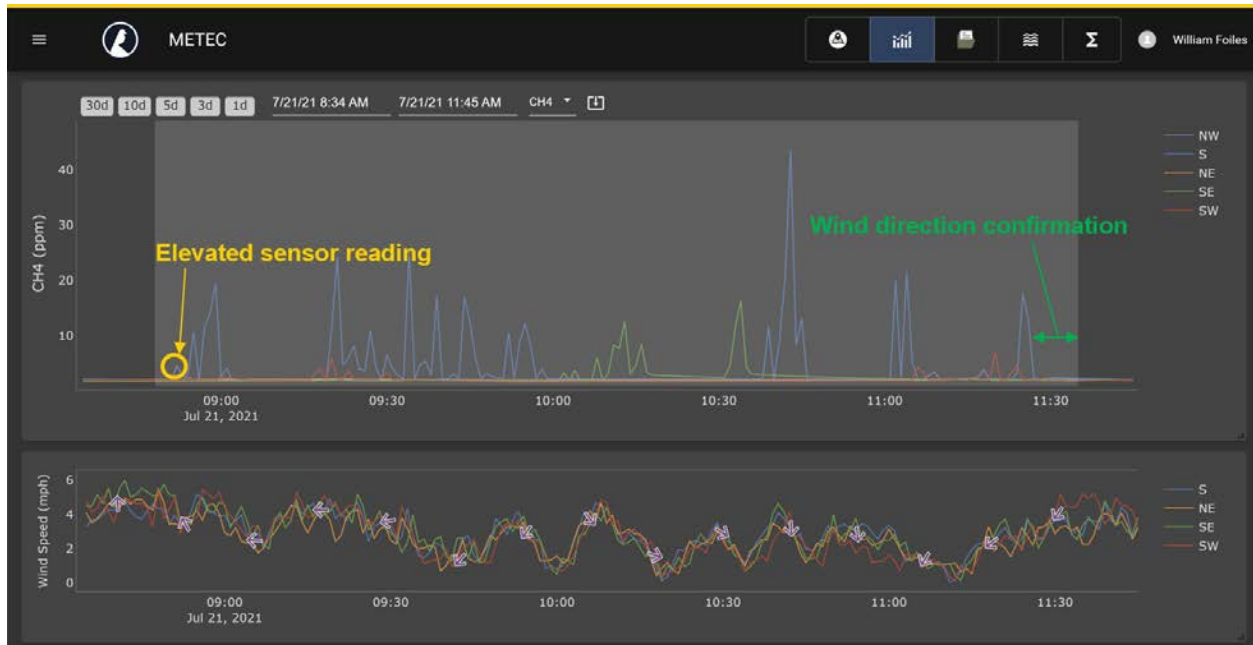 METEC
William Foiles
30d 10d 5d 3d 1d 7/21/21 8:34 AM 7/21/21 11:45 AM CH4
NW
S
NE
SE
SW
CH4 (ppm)
40
30
20
10
Elevated sensor reading
Wind direction confirmation
09:00 09:30 10:00 10:30 11:00 11:30
Jul 21, 2021
Wind Speed (mph)
6
4
2
0
S
NE
SE
SW
09:00 09:30 10:00 10:30 11:00 11:30
Jul 21, 2021